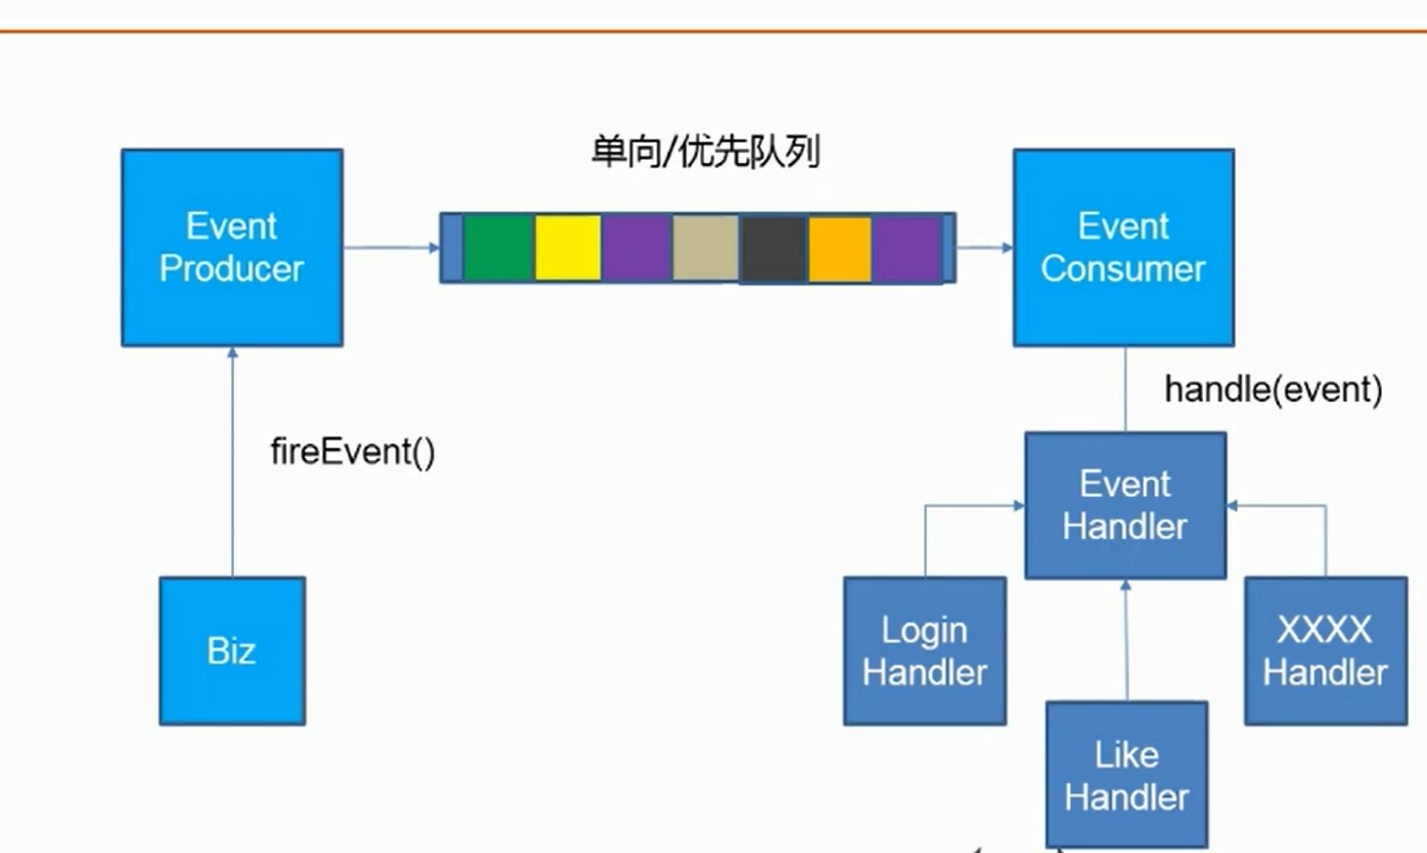 单向/优先队列
Event
Producer
Event
Consumer
handle(event)
fireEvent()
Event
Handler
Biz
Login
Handler
XXXX
Handler
Like
Handler